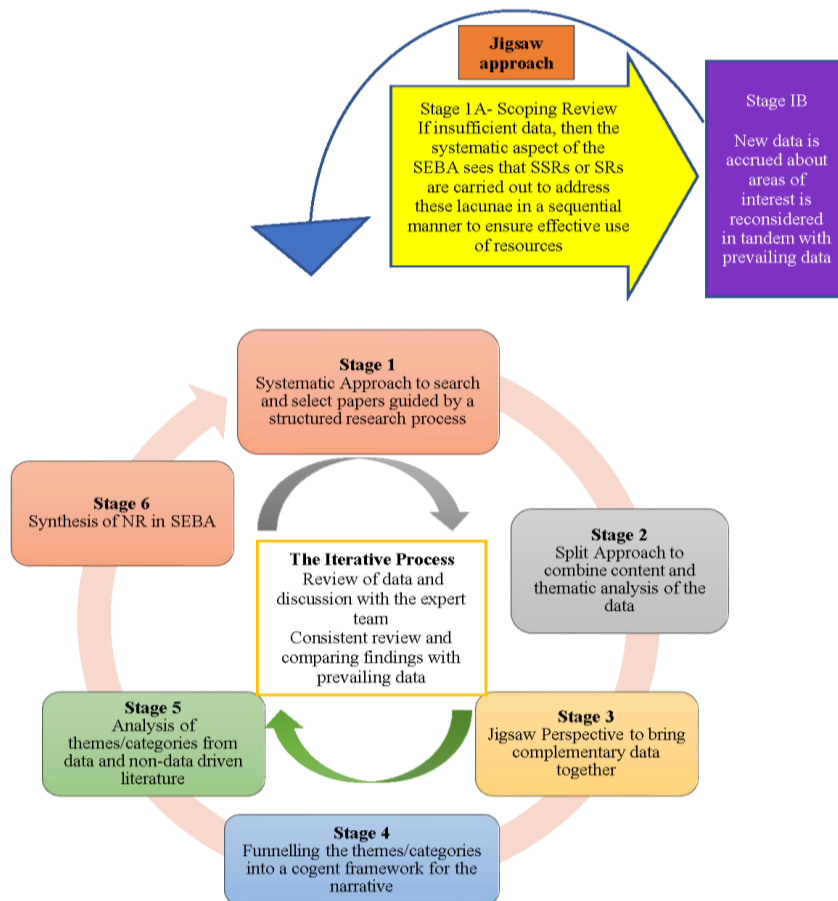 Jigsaw
approach
Stage 1A- Scoping Review
If insufficient data, then the
systematic aspect of the
SEBA sees that SSRs or SRs
are carried out to address
these lacunae in a sequential
manner to ensure effective use
of resources
Stage IB
New data is
accrued about
areas of
interest is
reconsidered
in tandem with
prevailing data
Stage 1
Systematic Approach to search
and select papers guided by a
structured research process
Stage 2
Split Approach to
combine content and
thematic analysis of the
data
Stage 3
Jigsaw Perspective to bring
complementary data
together
Stage 4
Funnelling the themes/categories
into a cogent framework for the
narrative
Stage 5
Analysis of
themes/categories from
data and non-data driven
literature
Stage 6
Synthesis of NR in SEBA
The Iterative Process
Review of data and
discussion with the expert
team
Consistent review and
comparing findings with
prevailing data